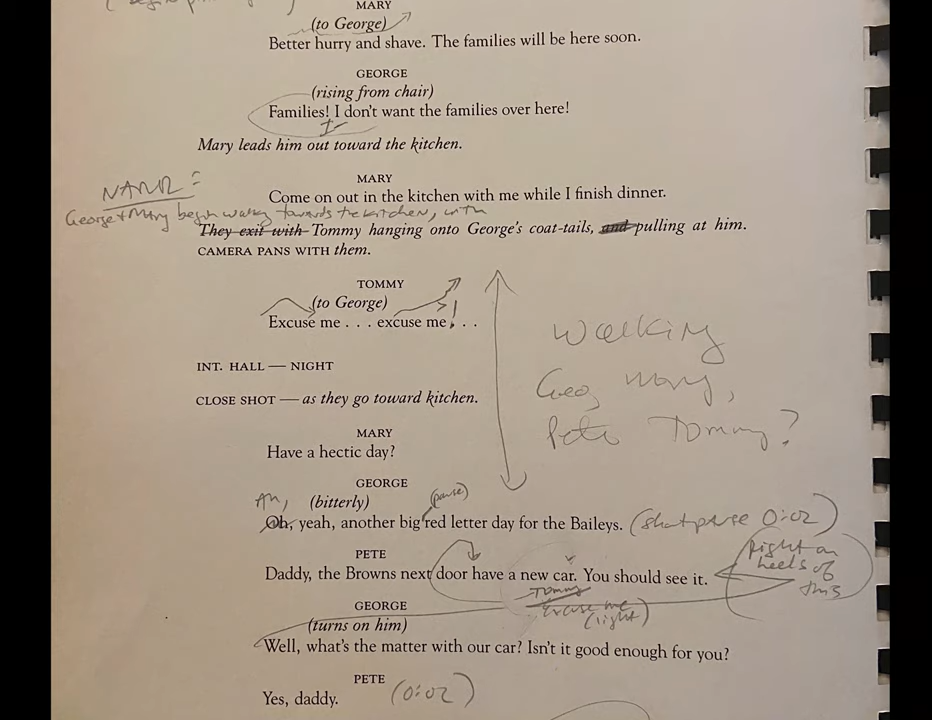 MARY
(to George)
Better hurry and shave. The families will be here soon.
GEORGE
(rising from chair)
Families! I don't want the families over here!
Mary leads him out toward the kitchen.
NARR:
MARY
Come on out in the kitchen with me while I finish dinner.
George + Mary begin walking towards the kitchen, with
They exit with Tommy hanging onto George's coat-tails, and pulling at him.
CAMERA PANS WITH them.
TOMMY
(to George)
Excuse me . . . excuse me! . .
Walking
INT. HALL — NIGHT
Geo, Mary,
CLOSE SHOT — as they go toward kitchen.
Pete Tommy?
MARY
Have a hectic day?
GEORGE
Ah, (bitterly) (pause)
Oh, yeah, another big red letter day for the Baileys. (short pause 0:02)
Right on
heels of
this
PETE
Daddy, the Browns next door have a new car. You should see it.
Tommy
Excuse me
(light)
GEORGE
(turns on him)
Well, what's the matter with our car? Isn't it good enough for you?
PETE
Yes, daddy. (0:02)